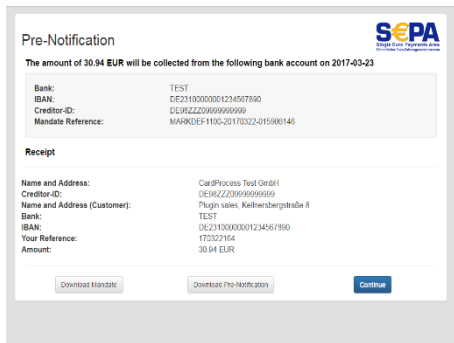 Pre-Notification
S€PA
Single Euro Payments Area
The amount of 30.94 EUR will be collected from the following bank account on 2017-03-23
Bank: TEST
IBAN: DE23100000001234567890
Creditor-ID: DE98ZZZ09999999999
Mandate Reference: MARKDEF1100-20170322-015906146
Receipt
Name and Address: CardProcess Test GmbH
Creditor-ID: DE98ZZZ09999999999
Name and Address (Customer): Plugin sales, Kellnersbergstraße 8
Bank: TEST
IBAN: DE23100000001234567890
Your Reference: 170322164
Amount: 30.94 EUR
Download Mandate Download Pre-Notification Continue